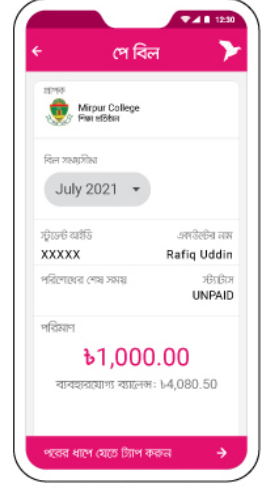 12:30
পে বিল
প্রাপক
Mirpur College
শিক্ষা প্রতিষ্ঠান
বিল সময়সীমা
July 2021
স্টুডেন্ট আইডি
একাউন্টের নাম
XXXXX
Rafiq Uddin
পরিশোধের শেষ সময়
স্ট্যাটাস
UNPAID
পরিমাণ
৳1,000.00
ব্যবহারযোগ্য ব্যালেন্স: ৳4,080.50
পরের ধাপে যেতে ট্যাপ করুন